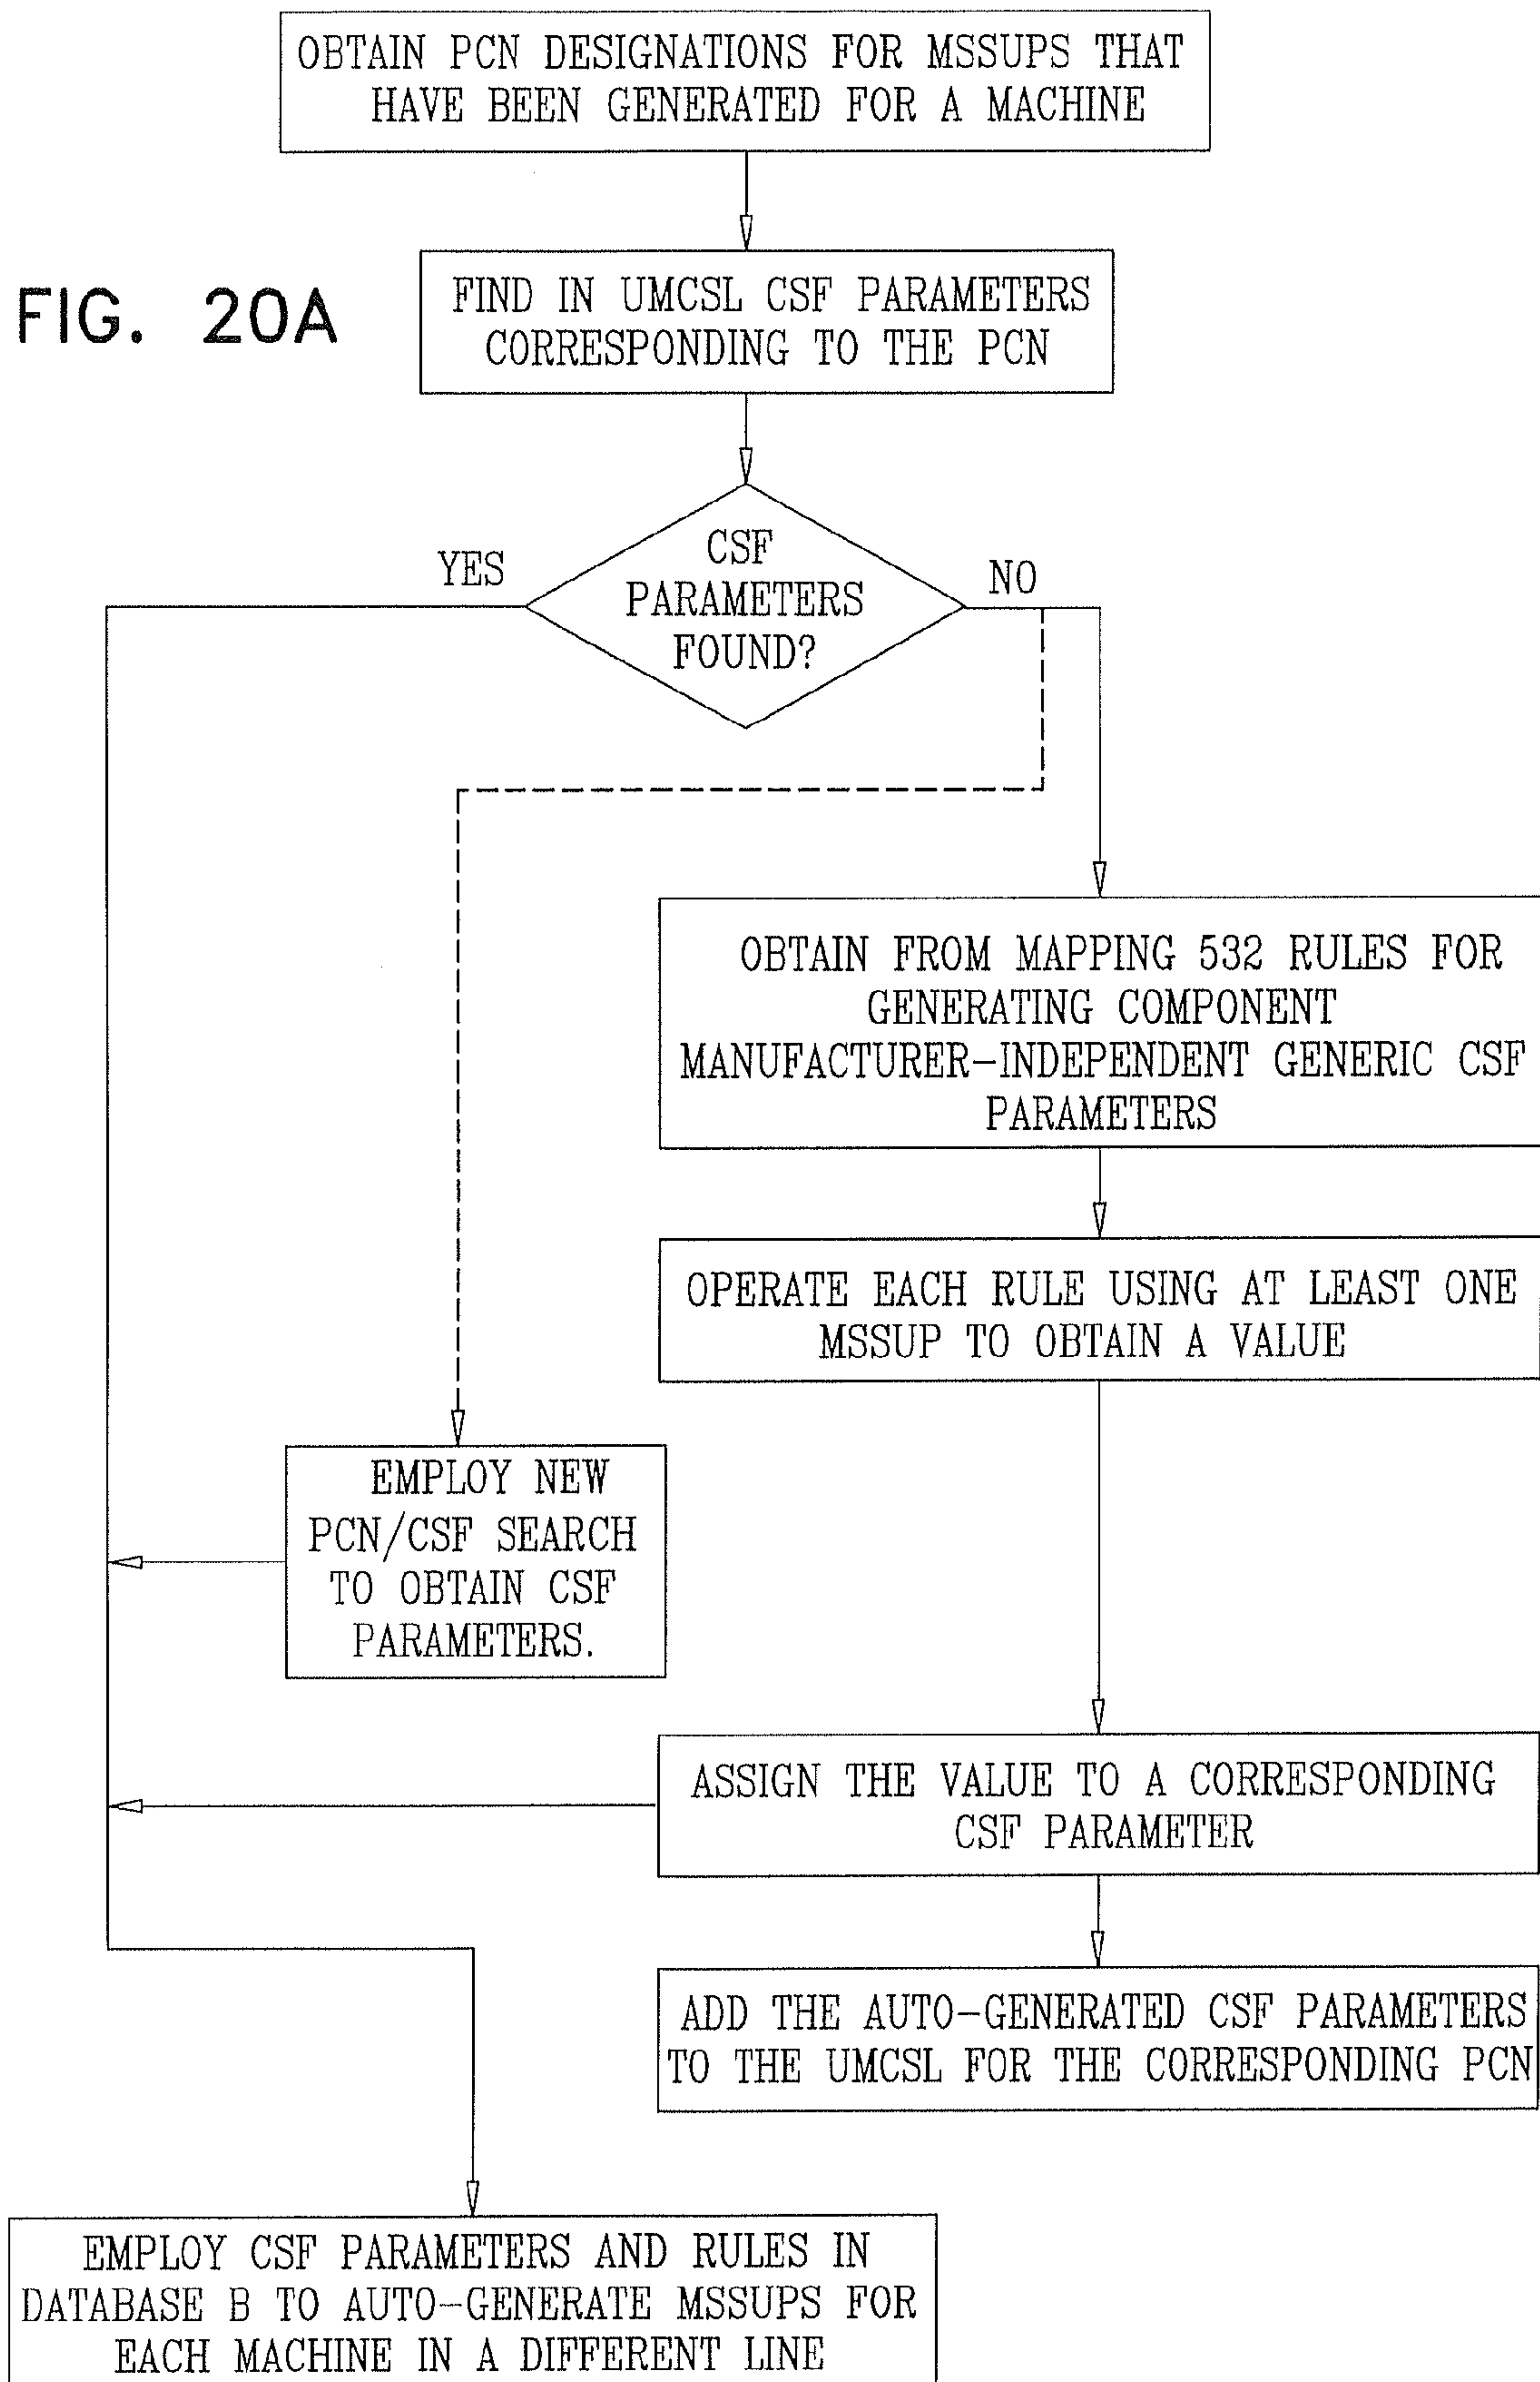 OBTAIN PCN DESIGNATIONS FOR MSSUPS THAT
HAVE BEEN GENERATED FOR A MACHINE
FIG. 20A
FIND IN UMCSL CSF PARAMETERS
CORRESPONDING TO THE PCN
CSF
PARAMETERS
FOUND?
YES
NO
OBTAIN FROM MAPPING 532 RULES FOR
GENERATING COMPONENT
MANUFACTURER-INDEPENDENT GENERIC CSF
PARAMETERS
OPERATE EACH RULE USING AT LEAST ONE
MSSUP TO OBTAIN A VALUE
EMPLOY NEW
PCN/CSF SEARCH
TO OBTAIN CSF
PARAMETERS.
ASSIGN THE VALUE TO A CORRESPONDING
CSF PARAMETER
ADD THE AUTO-GENERATED CSF PARAMETERS
TO THE UMCSL FOR THE CORRESPONDING PCN
EMPLOY CSF PARAMETERS AND RULES IN
DATABASE B TO AUTO-GENERATE MSSUPS FOR
EACH MACHINE IN A DIFFERENT LINE